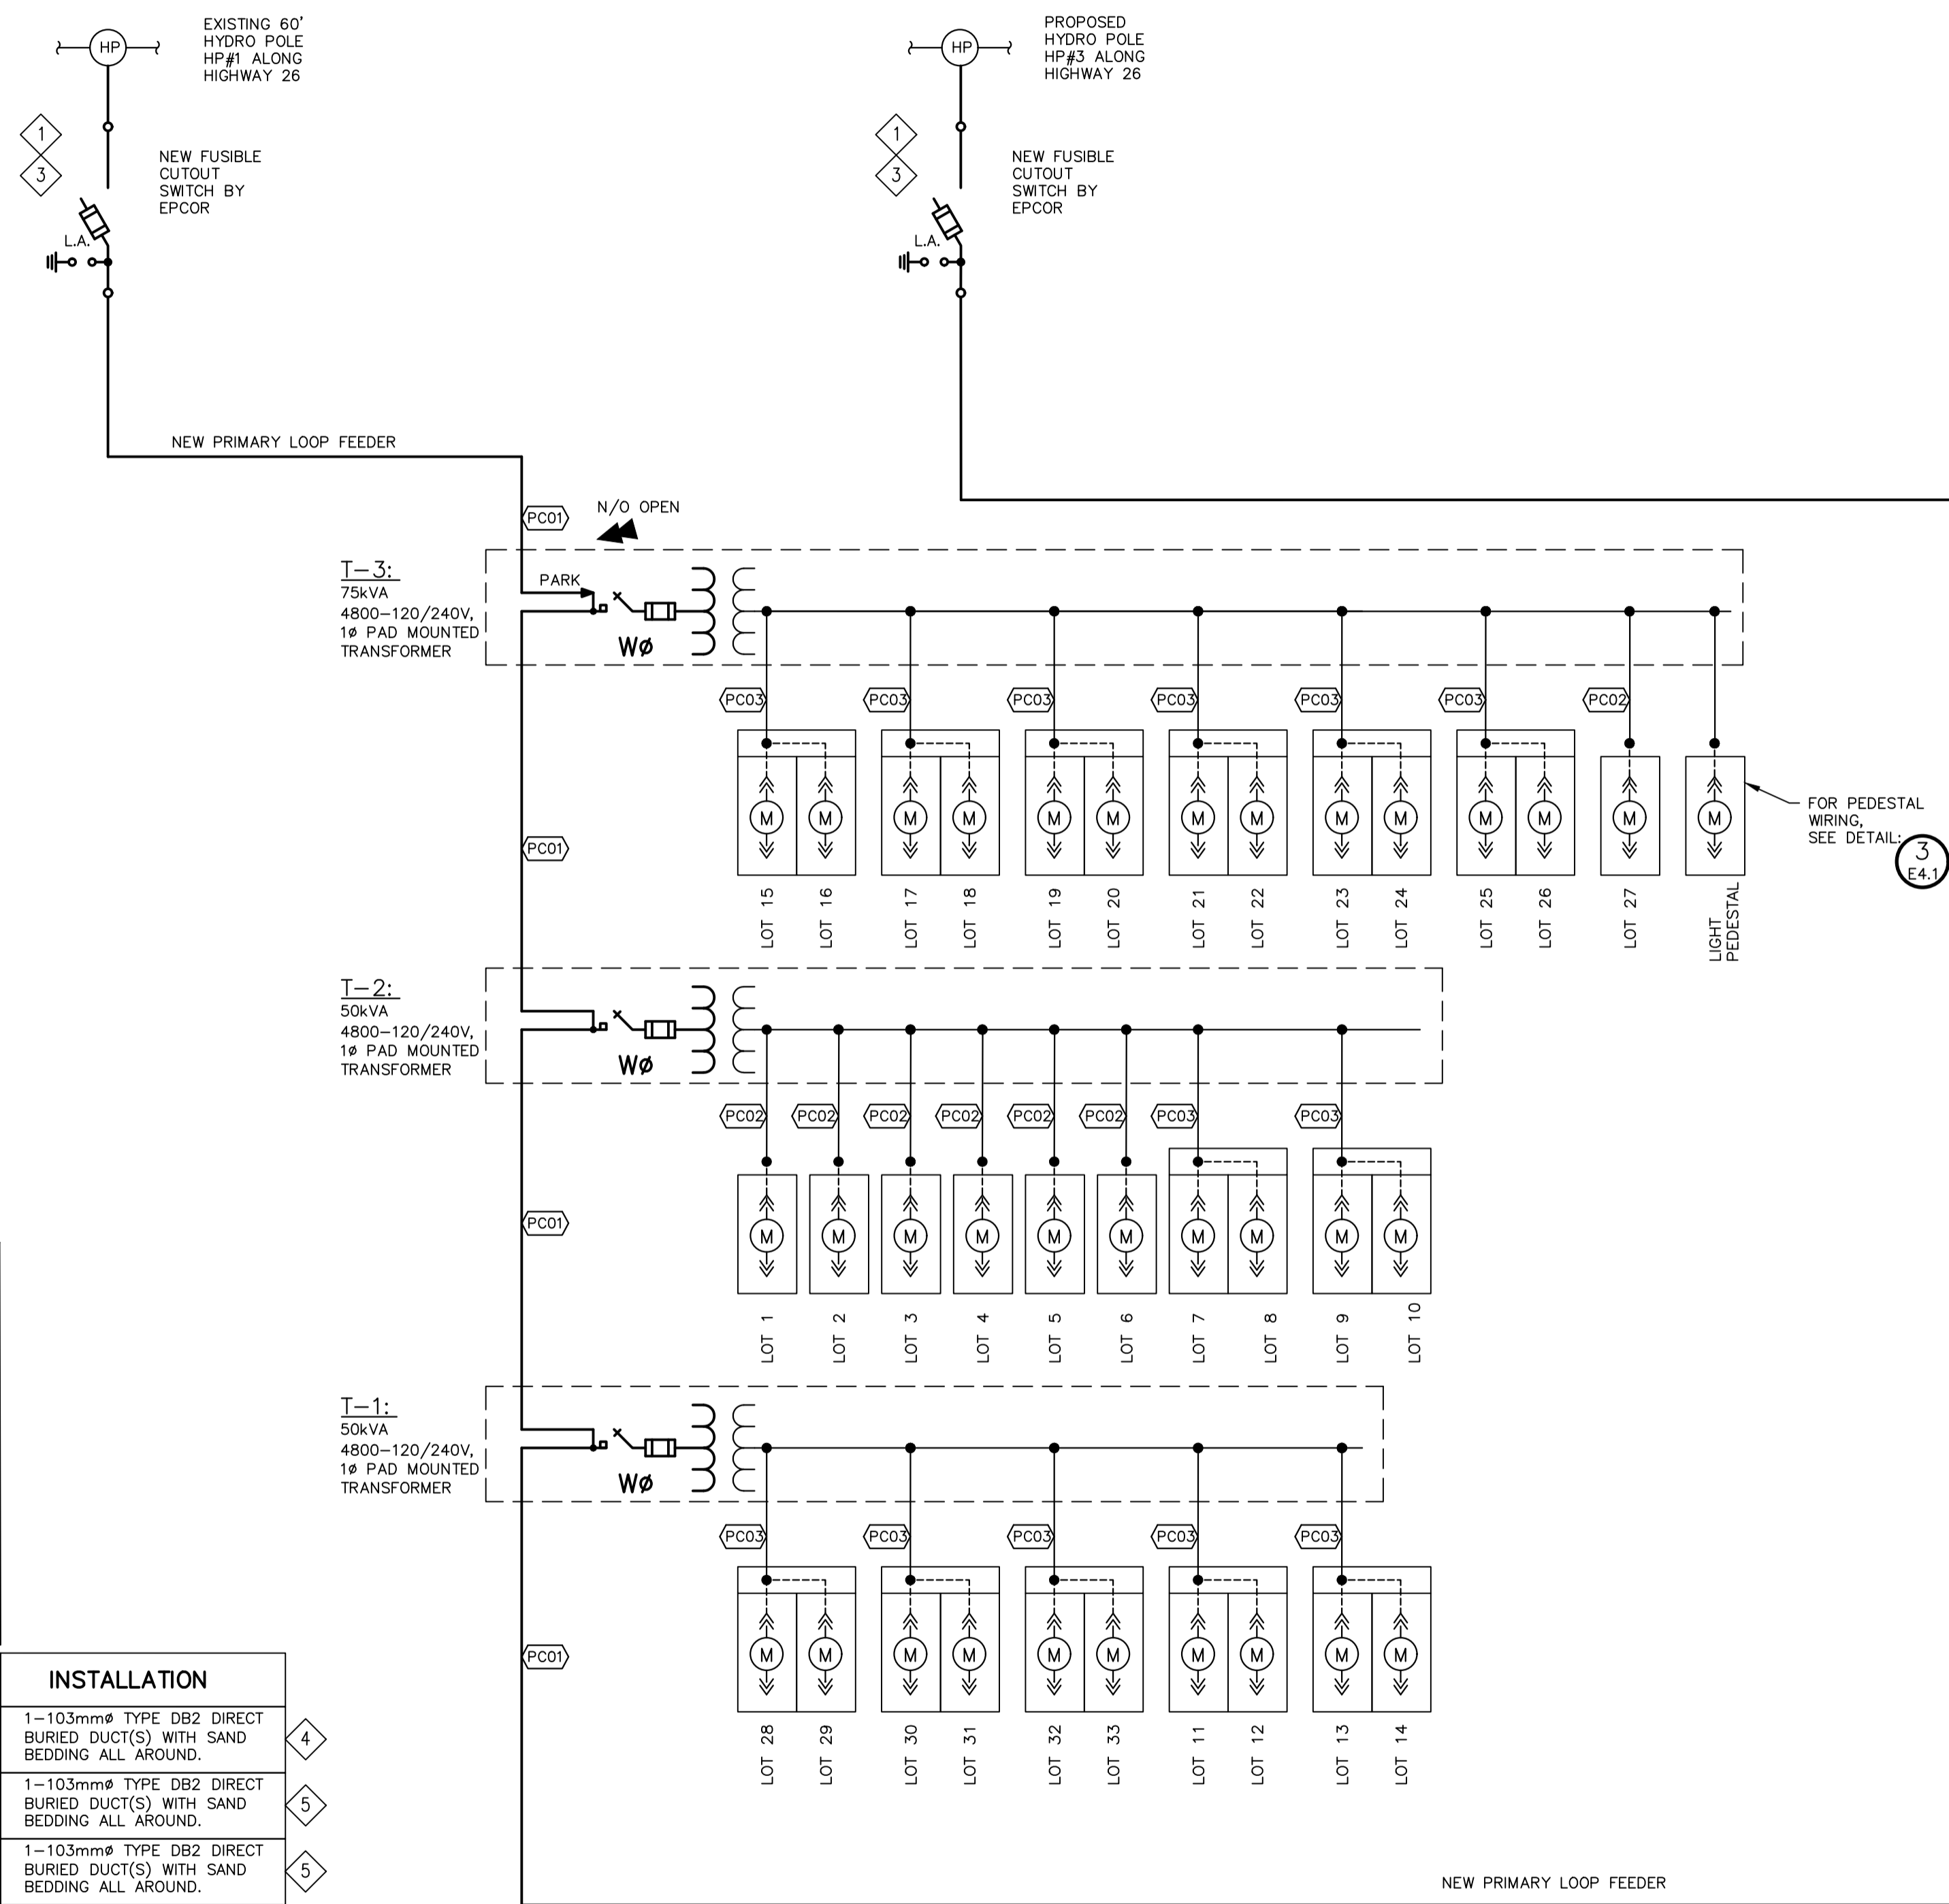 EXISTING 60'
HYDRO POLE
HP#1 ALONG
HIGHWAY 26
HP
1
3
NEW FUSIBLE
CUTOUT
SWITCH BY
EPCOR
L.A.
PROPOSED
HYDRO POLE
HP#3 ALONG
HIGHWAY 26
HP
1
3
NEW FUSIBLE
CUTOUT
SWITCH BY
EPCOR
L.A.
NEW PRIMARY LOOP FEEDER
PC01
N/O OPEN
T-3:
75kVA
4800-120/240V,
1ø PAD MOUNTED
TRANSFORMER
PARK
Wø
PC03 PC03 PC03 PC03 PC03 PC03 PC02
M M M M M M M M M M M M M M
FOR PEDESTAL
WIRING,
SEE DETAIL:
3
E4.1
PC01
LOT 15
LOT 16
LOT 17
LOT 18
LOT 19
LOT 20
LOT 21
LOT 22
LOT 23
LOT 24
LOT 25
LOT 26
LOT 27
LIGHT
PEDESTAL
T-2:
50kVA
4800-120/240V,
1ø PAD MOUNTED
TRANSFORMER
Wø
PC02 PC02 PC02 PC02 PC02 PC02 PC03 PC03
PC01
M M M M M M M M M M
LOT 1
LOT 2
LOT 3
LOT 4
LOT 5
LOT 6
LOT 7
LOT 8
LOT 9
LOT 10
T-1:
50kVA
4800-120/240V,
1ø PAD MOUNTED
TRANSFORMER
Wø
PC03 PC03 PC03 PC03 PC03
PC01
M M M M M M M M M M
LOT 28
LOT 29
LOT 30
LOT 31
LOT 32
LOT 33
LOT 11
LOT 12
LOT 13
LOT 14
INSTALLATION
1-103mmø TYPE DB2 DIRECT
BURIED DUCT(S) WITH SAND
BEDDING ALL AROUND.
4
1-103mmø TYPE DB2 DIRECT
BURIED DUCT(S) WITH SAND
BEDDING ALL AROUND.
5
1-103mmø TYPE DB2 DIRECT
BURIED DUCT(S) WITH SAND
BEDDING ALL AROUND.
5
NEW PRIMARY LOOP FEEDER